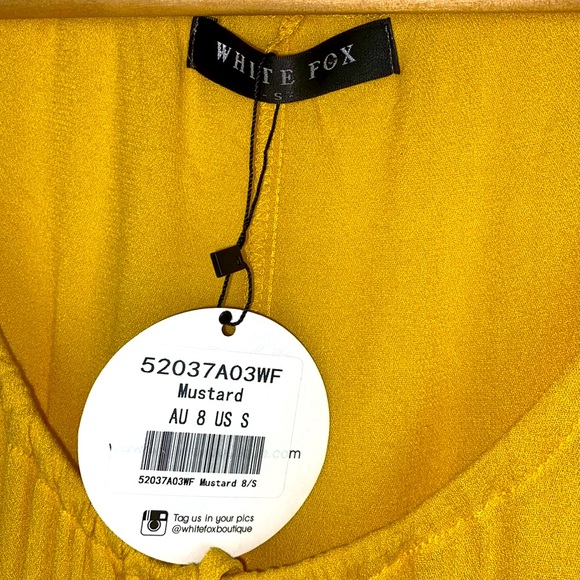 WHITE FOX
- S -
52037A03WF
Mustard
AU 8 US S
52037A03WF Mustard 8/S
Tag us in your pics
@whitefoxboutique